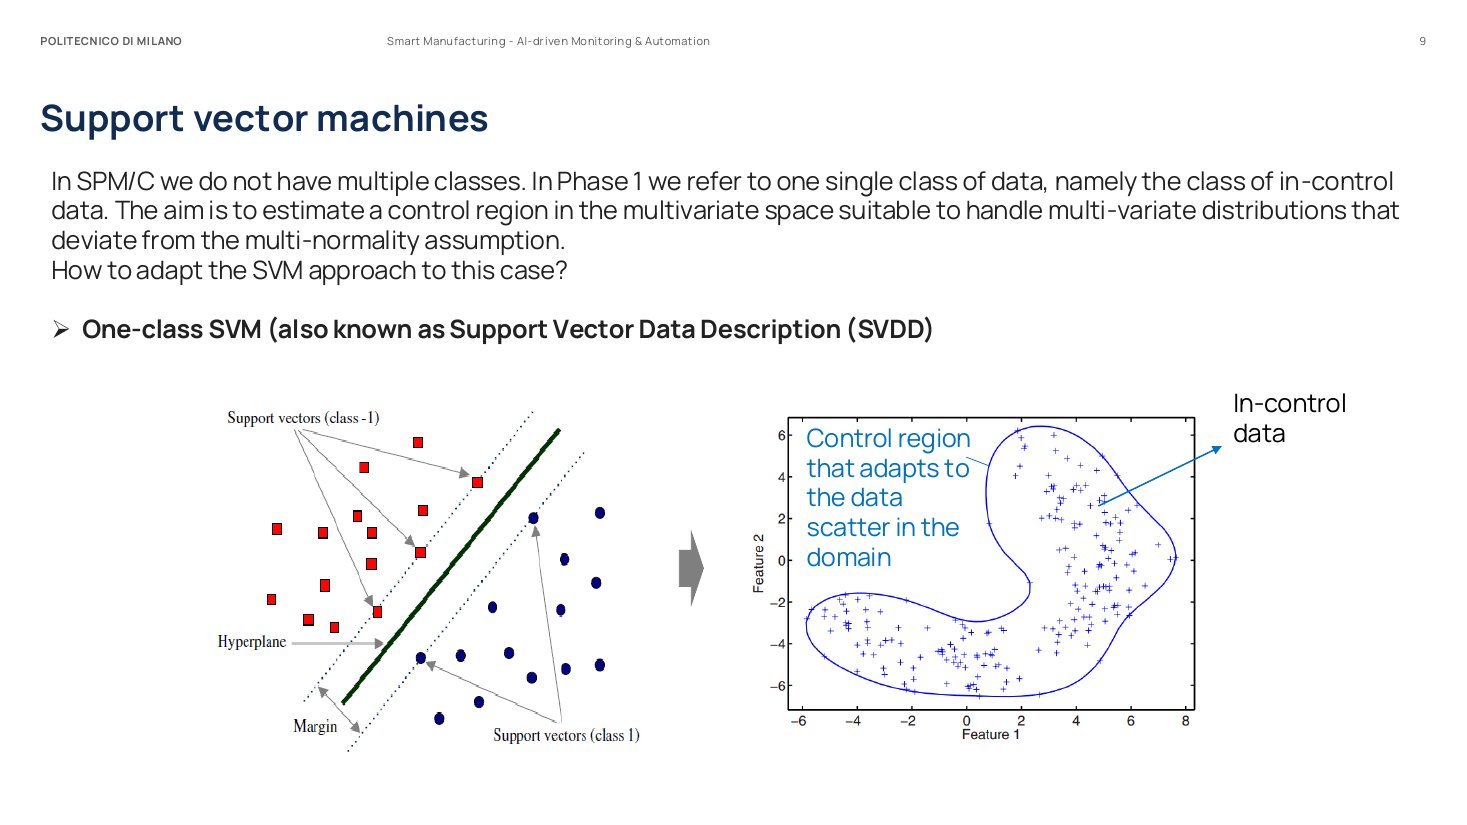 POLITECNICO DI MILANO
Smart Manufacturing - AI-driven Monitoring & Automation
9
Support vector machines
In SPM/C we do not have multiple classes. In Phase 1 we refer to one single class of data, namely the class of in-control
data. The aim is to estimate a control region in the multivariate space suitable to handle multi-variate distributions that
deviate from the multi-normality assumption.
How to adapt the SVM approach to this case?
➢ One-class SVM (also known as Support Vector Data Description (SVDD)
Support vectors (class -1)
Hyperplane
Margin
Support vectors (class 1)
In-control
data
Control region
that adapts to
the data
scatter in the
domain
Feature 2
6
4
2
0
−2
−4
−6
−6 −4 −2 0 2 4 6 8
Feature 1